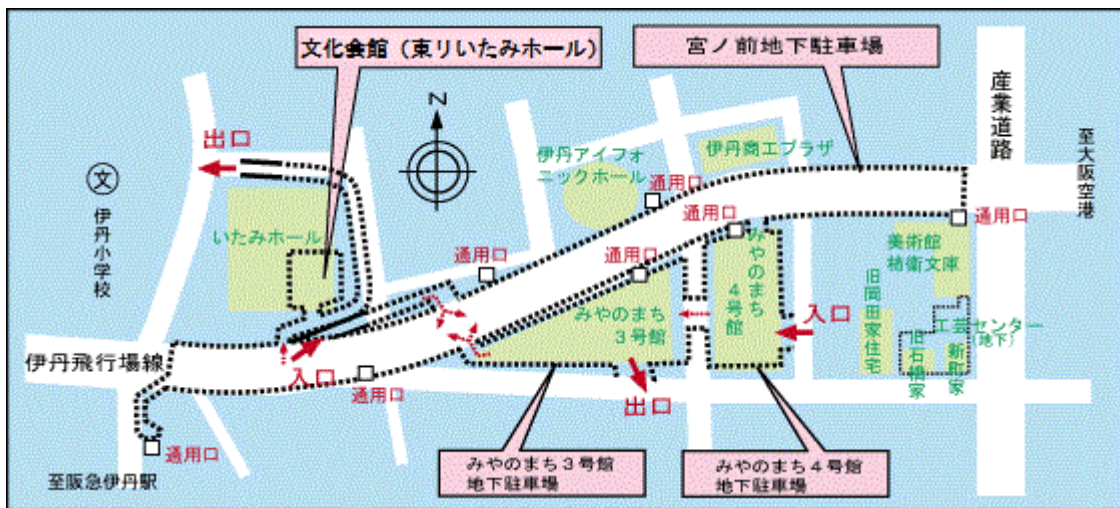 文化会館（東リいたみホール）
宮ノ前地下駐車場
N
産業道路
至大阪空港
出口
文
伊丹小学校
いたみホール
伊丹アイフォ
ニックホール
伊丹商工プラザ
通用口
通用口
通用口
通用口
通用口
美術館
柿衛文庫
みやのまち
4号館
みやのまち
3号館
入口
旧岡田家住宅
工芸センター
(地下)
旧石橋家
新町家
伊丹飛行場線
入口
通用口
出口
通用口
至阪急伊丹駅
みやのまち3号館
地下駐車場
みやのまち4号館
地下駐車場